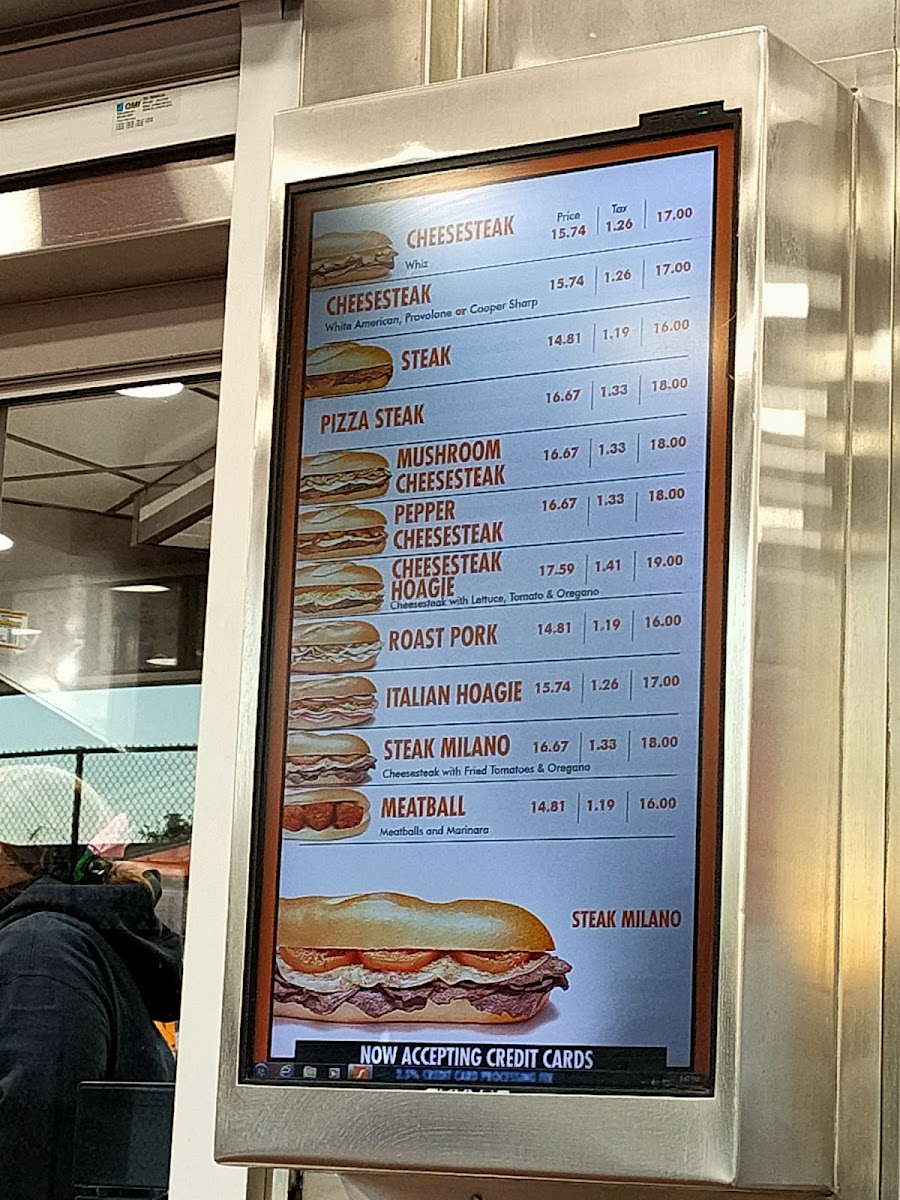 QMI
Price Tax
CHEESESTEAK 15.74 1.26 17.00
Whiz
CHEESESTEAK 15.74 1.26 17.00
White American, Provolone or Cooper Sharp
STEAK 14.81 1.19 16.00
PIZZA STEAK 16.67 1.33 18.00
MUSHROOM
CHEESESTEAK 16.67 1.33 18.00
PEPPER
CHEESESTEAK 16.67 1.33 18.00
CHEESESTEAK
HOAGIE 17.59 1.41 19.00
Cheesesteak with Lettuce, Tomato & Oregano
ROAST PORK 14.81 1.19 16.00
ITALIAN HOAGIE 15.74 1.26 17.00
STEAK MILANO 16.67 1.33 18.00
Cheesesteak with Fried Tomatoes & Oregano
MEATBALL 14.81 1.19 16.00
Meatballs and Marinara
STEAK MILANO
NOW ACCEPTING CREDIT CARDS
CREDIT CARD PROCESSING FEE